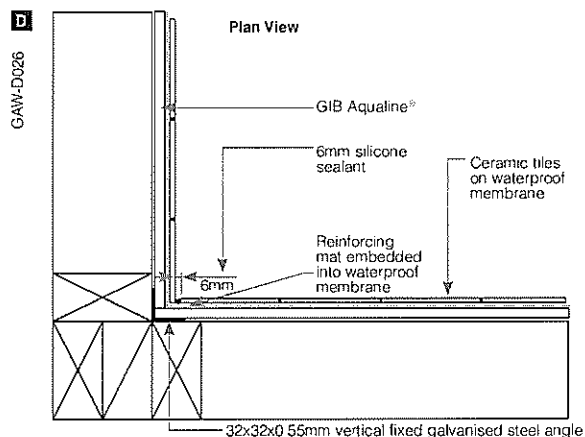 D
GAW-D026
Plan View
GIB Aqualine®
6mm silicone
sealant
Ceramic tiles
on waterproof
membrane
Reinforcing
mat embedded
into waterproof
membrane
6mm
32x32x0 55mm vertical fixed galvanised steel angle